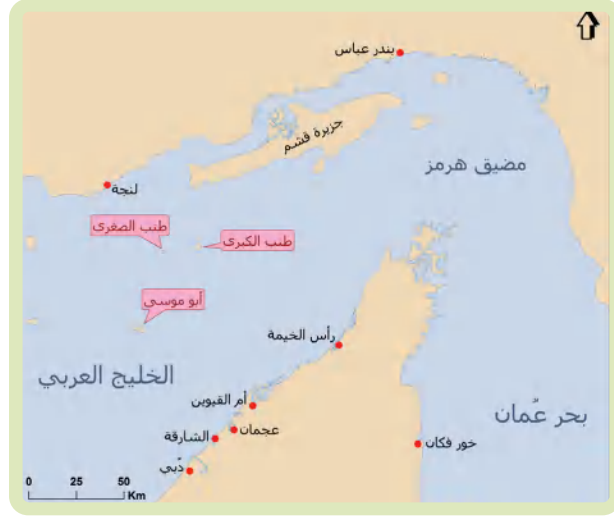 بندر عباس
جزيرة قشم
مضيق هرمز
لنجة
طنب الصغرى
طنب الكبرى
أبو موسى
رأس الخيمة
الخليج العربي
أم القيوين
بحر عُمان
عجمان
الشارقة
خور فكان
دُبي
0 25 50
Km